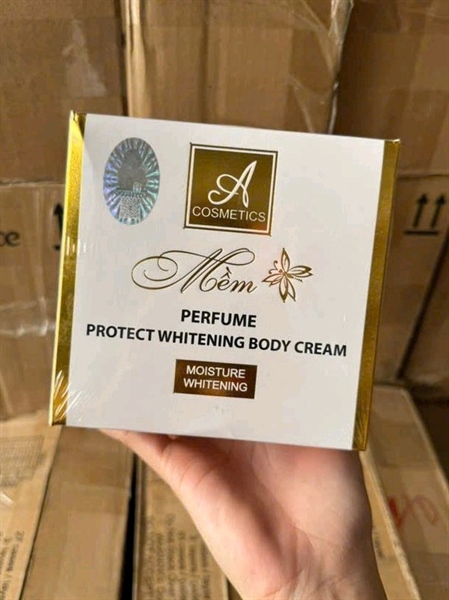 A
COSMETICS
Mềm
PERFUME
PROTECT WHITENING BODY CREAM
MOISTURE
WHITENING